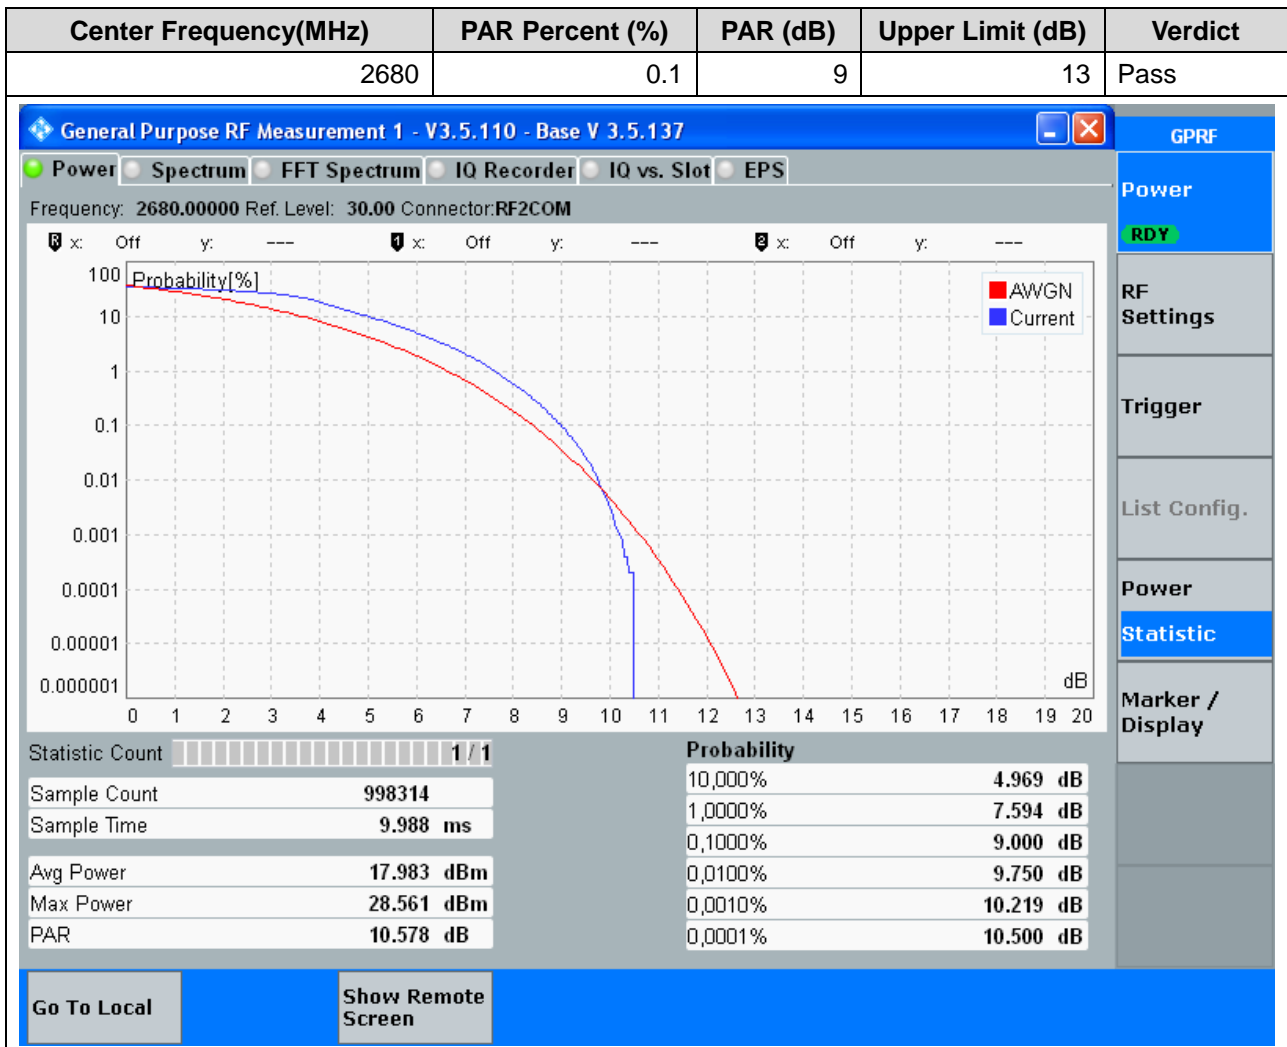 Center Frequency(MHz) PAR Percent (%) PAR (dB) Upper Limit (dB) Verdict
2680 0.1 9 13 Pass
General Purpose RF Measurement 1 - V3.5.110 - Base V 3.5.137
GPRF
Power Spectrum FFT Spectrum IQ Recorder IQ vs. Slot EPS
Power
RDY
Frequency: 2680.00000 Ref. Level: 30.00 Connector:RF2COM
R x: Off y: --- 1 x: Off y: --- 2 x: Off y: ---
Probability[%]
AWGN
Current
100
10
1
0.1
0.01
0.001
0.0001
0.00001
0.000001
dB
0 1 2 3 4 5 6 7 8 9 10 11 12 13 14 15 16 17 18 19 20
RF
Settings
Trigger
List Config.
Power
Statistic
Marker /
Display
Statistic Count 1 / 1
Sample Count 998314
Sample Time 9.988 ms
Avg Power 17.983 dBm
Max Power 28.561 dBm
PAR 10.578 dB
Probability
10,000% 4.969 dB
1,0000% 7.594 dB
0,1000% 9.000 dB
0,0100% 9.750 dB
0,0010% 10.219 dB
0,0001% 10.500 dB
Go To Local
Show Remote
Screen